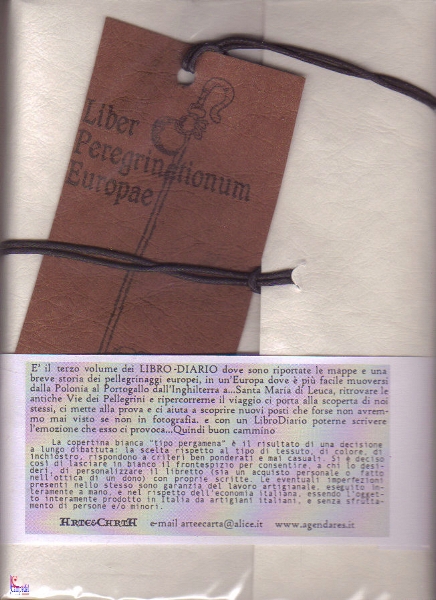 Liber
Peregrinationum
Europae
E' il terzo volume dei LIBRO-DIARIO dove sono riportate le mappe e una
breve storia dei pellegrinaggi europei, in un'Europa dove è più facile muoversi
dalla Polonia al Portogallo dall'Inghilterra a...Santa Maria di Leuca, ritrovare le
antiche Vie dei Pellegrini e ripercorrerne il viaggio ci porta alla scoperta di noi
stessi, ci mette alla prova e ci aiuta a scoprire nuovi posti che forse non avrem-
mo mai visto se non in fotografia. e con un LibroDiario poterne scrivere
l'emozione che esso ci provoca...Quindi buon cammino
La copertina bianca "tipo pergamena" è il risultato di una decisione
a lungo dibattuta: la scelta rispetto al tipo di tessuto, di colore, di
inchiostro, rispondono a criteri ben ponderati e mai casuali. Si è deciso
così di lasciare in bianco il frontespizio per consentire, a chi lo desi-
deri, di personalizzare il libretto (sia un acquisto personale o fatto
nell'ottica di un dono) con proprie scritte. Le eventuali imperfezioni
presenti nello stesso sono garanzia del lavoro artigianale, eseguito in-
teramente a mano, e nel rispetto dell'economia italiana, essendo l'ogget-
to interamente prodotto in Italia da artigiani italiani, e senza sfrutta-
mento di persone e/o minori.
ARTE&CARTA e-mail arteecarta@alice.it www.agendares.it